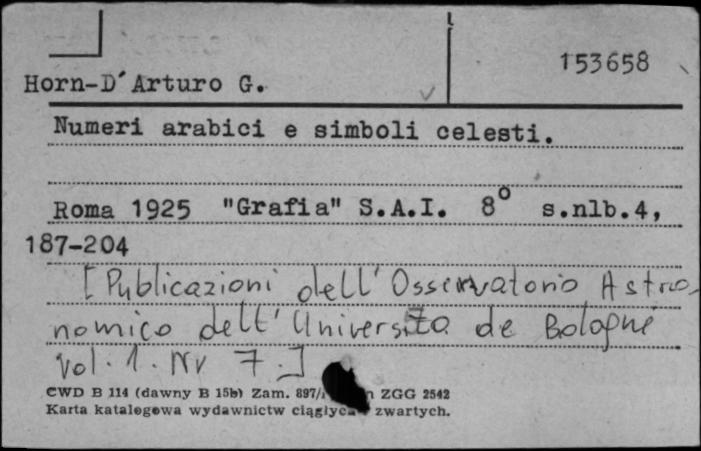 153658
Horn-D'Arturo G.
Numeri arabici e simboli celesti.
Roma 1925 "Grafia" S.A.I. 8° s.nlb.4,
187-204
[Publicazioni dell'Osservatorio Astro-
nomico dell'Universita de Bologne
vol. 1. Nr 7.]
CWD B 114 (dawny B 15b) Zam. 897/ ZGG 2542
Karta katalogowa wydawnictw zwartych.